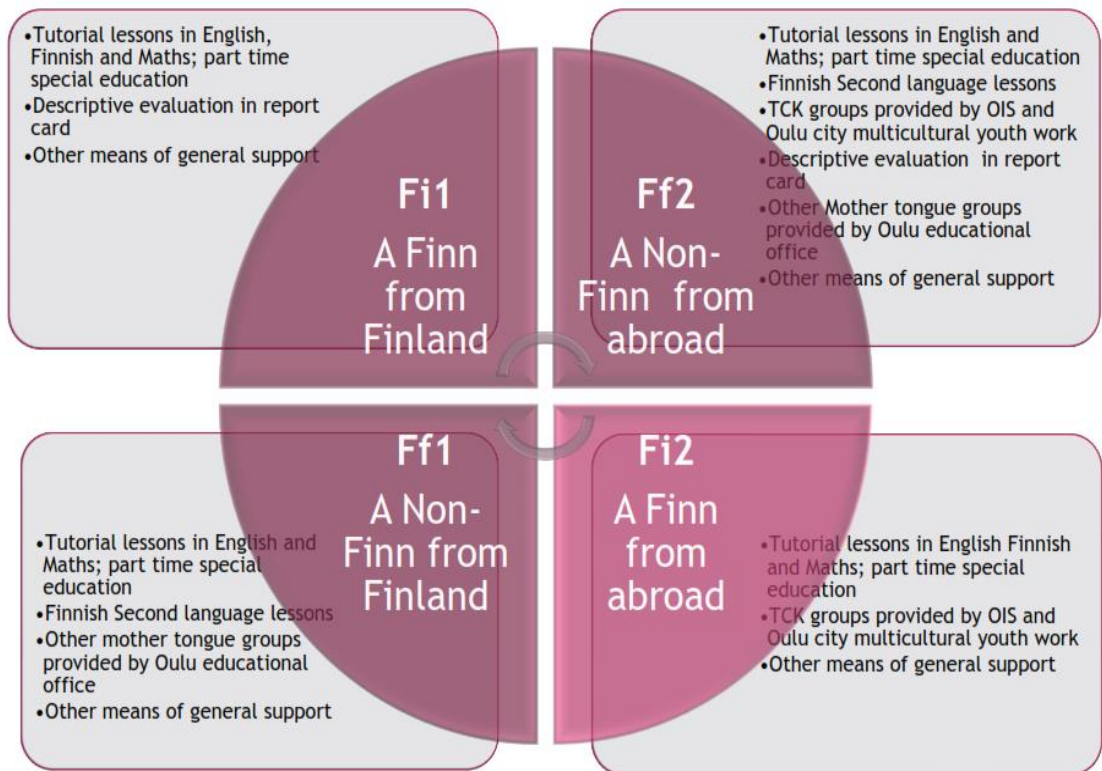 •Tutorial lessons in English,
Finnish and Maths; part time
special education
•Descriptive evaluation in report
card
•Other means of general support
Fi1
A Finn
from
Finland
•Tutorial lessons in English and
Maths; part time special education
•Finnish Second language lessons
•TCK groups provided by OIS and
Oulu city multicultural youth work
•Descriptive evaluation in report
card
•Other Mother tongue groups
provided by Oulu educational
office
•Other means of general support
Ff2
A Non-
Finn from
abroad
Ff1
A Non-
Finn from
Finland
•Tutorial lessons in English and
Maths; part time special
education
•Finnish Second language lessons
•Other mother tongue groups
provided by Oulu educational
office
•Other means of general support
Fi2
A Finn
from
abroad
•Tutorial lessons in English Finnish
and Maths; part time special
education
•TCK groups provided by OIS and
Oulu city multicultural youth work
•Other means of general support